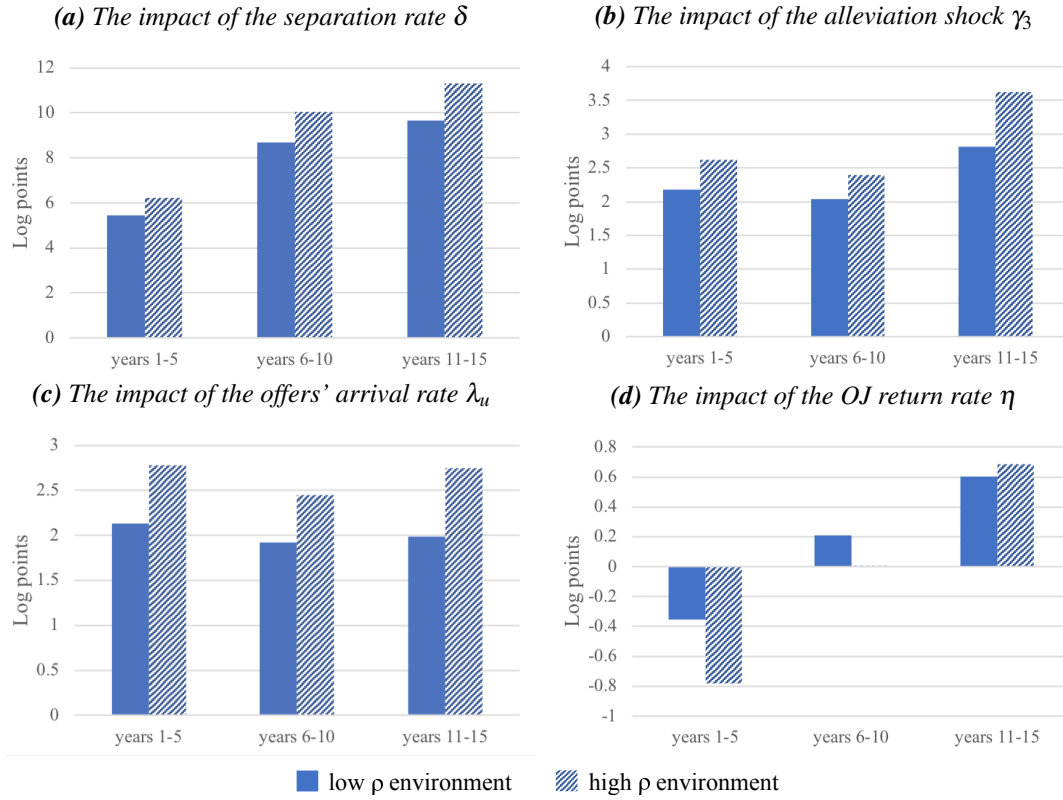 (a) The impact of the separation rate δ
12
10
8
6
4
2
0
Log points
years 1-5 years 6-10 years 11-15
(b) The impact of the alleviation shock γ3
4
3.5
3
2.5
2
1.5
1
0.5
0
Log points
years 1-5 years 6-10 years 11-15
(c) The impact of the offers' arrival rate λu
3
2.5
2
1.5
1
0.5
0
Log points
years 1-5 years 6-10 years 11-15
(d) The impact of the OJ return rate η
0.8
0.6
0.4
0.2
0
-0.2
-0.4
-0.6
-0.8
-1
Log points
years 1-5 years 6-10 years 11-15
low ρ environment high ρ environment